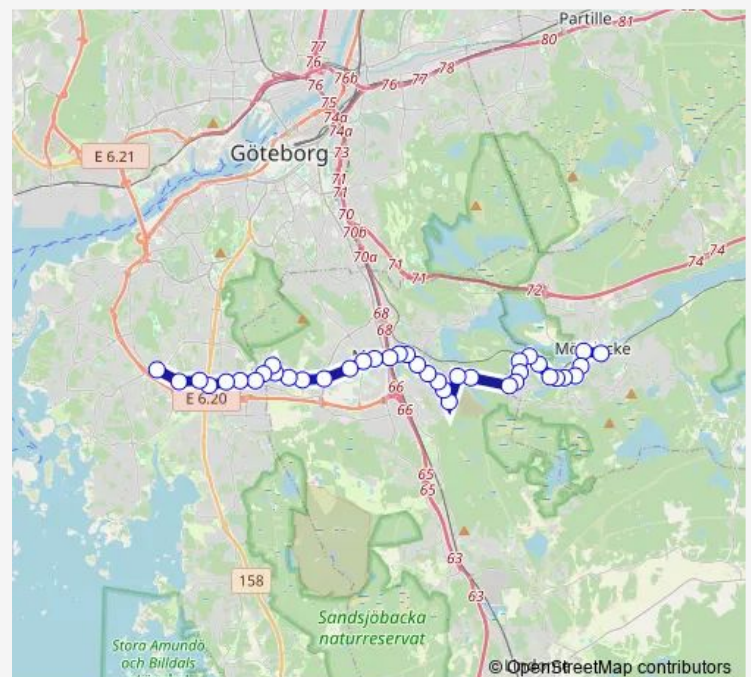 Partille
81
80
77
76
76b
76
77
78
76
75
74a
74a
E 6.21
Göteborg
73
71
71
70
70b
70a
71
71
72
74
74
68
68
66
E 6.20
66
65
65
158
63
63
Sandsjöbacka
naturreservat
Stora Amundö
och Billdals
© OpenStreetMap contributors